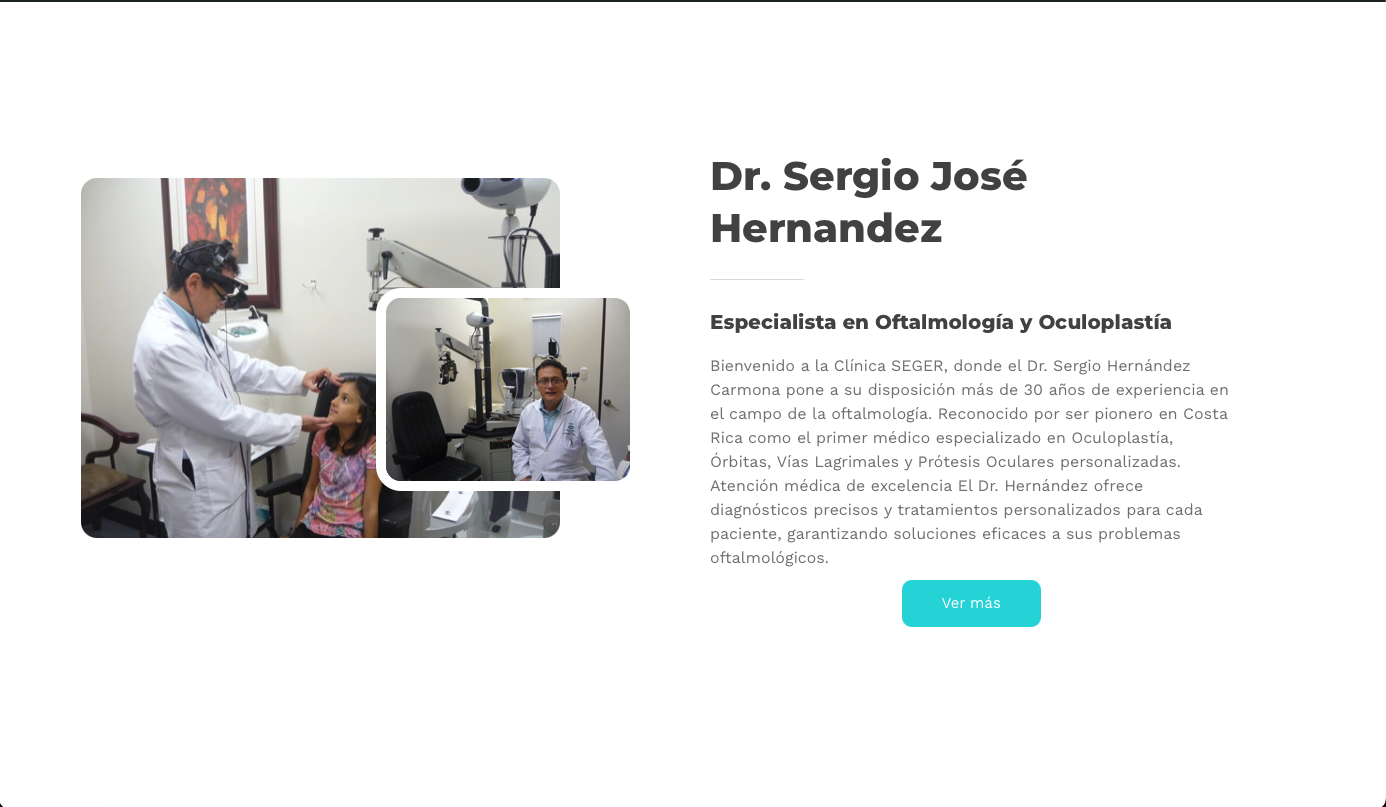 Dr. Sergio José
Hernandez
Especialista en Oftalmología y Oculoplastía
Bienvenido a la Clínica SEGER, donde el Dr. Sergio Hernández
Carmona pone a su disposición más de 30 años de experiencia en
el campo de la oftalmología. Reconocido por ser pionero en Costa
Rica como el primer médico especializado en Oculoplastía,
Órbitas, Vías Lagrimales y Prótesis Oculares personalizadas.
Atención médica de excelencia El Dr. Hernández ofrece
diagnósticos precisos y tratamientos personalizados para cada
paciente, garantizando soluciones eficaces a sus problemas
oftalmológicos.
Ver más